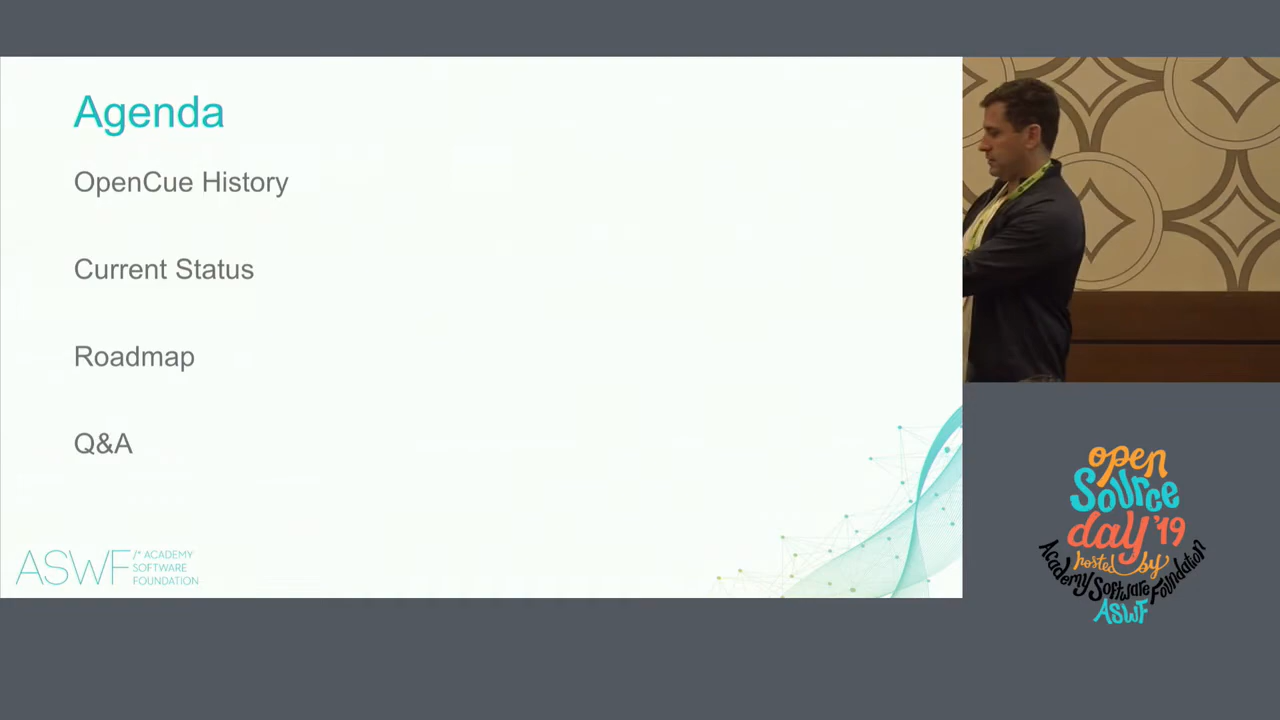 Agenda
OpenCue History
Current Status
Roadmap
Q&A
ASWF /* ACADEMY
SOFTWARE
FOUNDATION
open
Source
day '19
hosted by
Academy Software Foundation
ASWF